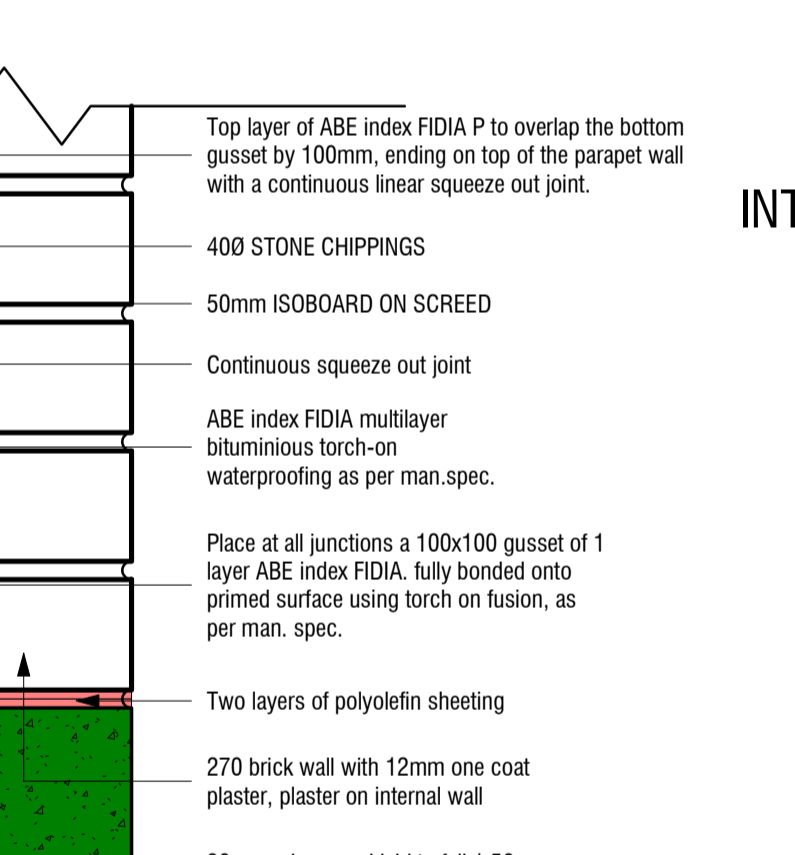 Top layer of ABE index FIDIA P to overlap the bottom
gusset by 100mm, ending on top of the parapet wall
with a continuous linear squeeze out joint.
INT
40Ø STONE CHIPPINGS
50mm ISOBOARD ON SCREED
Continuous squeeze out joint
ABE index FIDIA multilayer
bituminious torch-on
waterproofing as per man.spec.
Place at all junctions a 100x100 gusset of 1
layer ABE index FIDIA. fully bonded onto
primed surface using torch on fusion, as
per man. spec.
Two layers of polyolefin sheeting
270 brick wall with 12mm one coat
plaster, plaster on internal wall